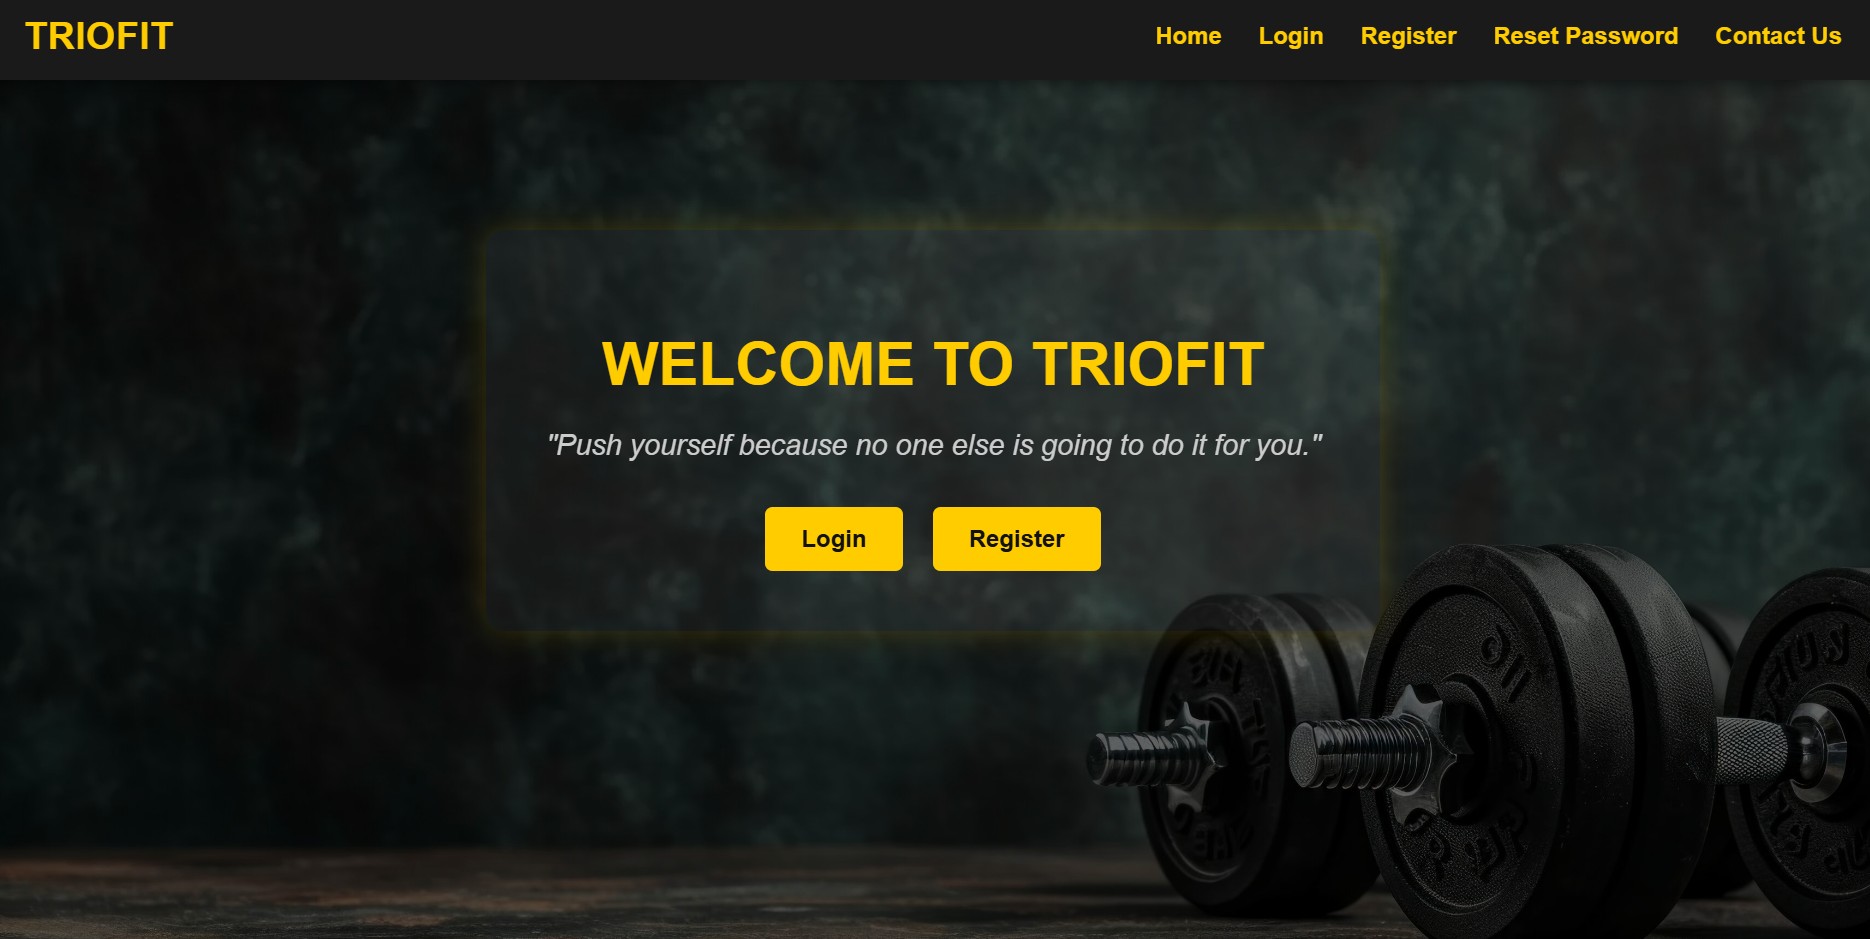 TRIOFIT
Home Login Register Reset Password Contact Us
WELCOME TO TRIOFIT
"Push yourself because no one else is going to do it for you."
Login Register